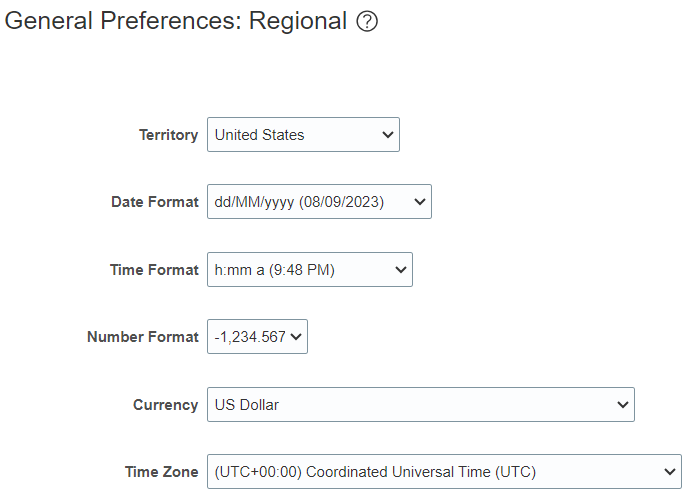 General Preferences: Regional ?
Territory United States
Date Format dd/MM/yyyy (08/09/2023)
Time Format h:mm a (9:48 PM)
Number Format -1,234.567
Currency US Dollar
Time Zone (UTC+00:00) Coordinated Universal Time (UTC)